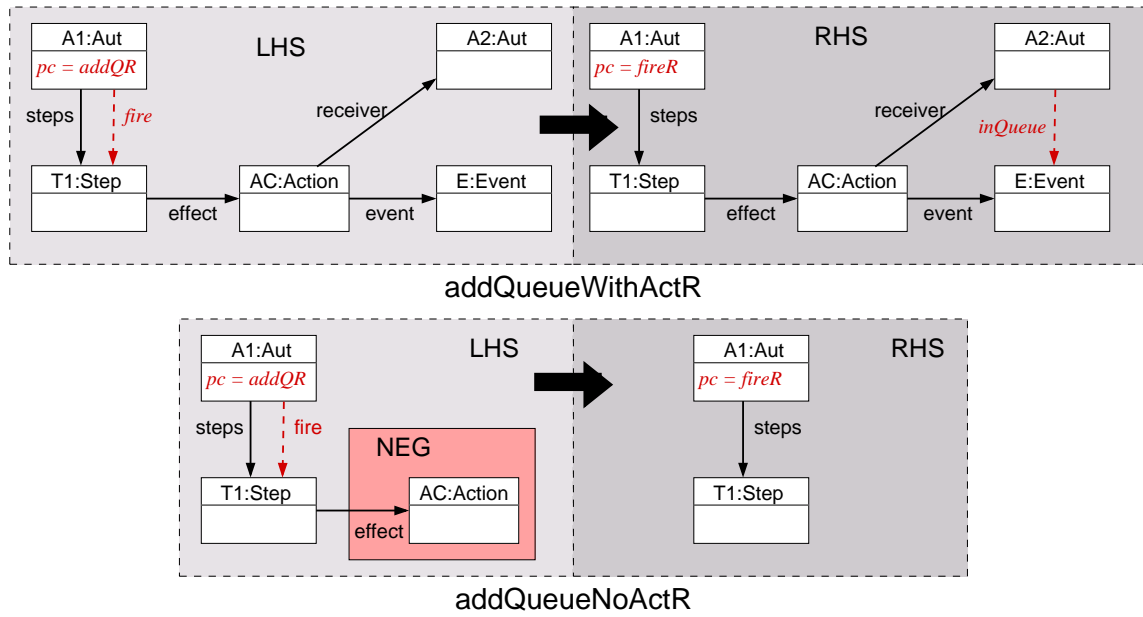 A1:Aut
LHS
A2:Aut
A1:Aut
RHS
A2:Aut
pc = addQR
pc = fireR
steps
fire
receiver
steps
receiver
inQueue
T1:Step
AC:Action
E:Event
T1:Step
AC:Action
E:Event
effect
event
effect
event
addQueueWithActR
A1:Aut
LHS
A1:Aut
RHS
pc = addQR
pc = fireR
steps
fire
steps
NEG
T1:Step
AC:Action
T1:Step
effect
addQueueNoActR